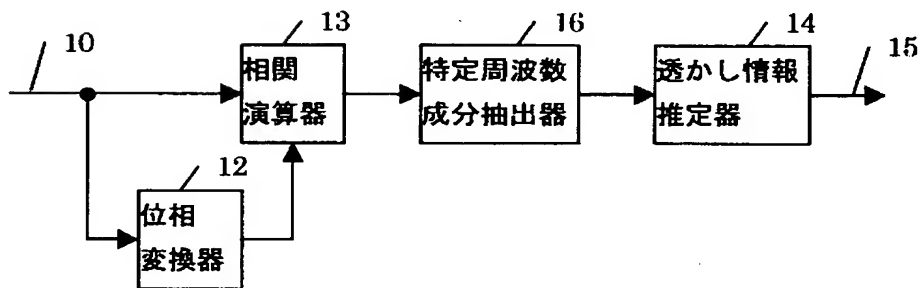 10
13
相関
演算器
16
特定周波数
成分抽出器
14
透かし情報
推定器
15
12
位相
変換器